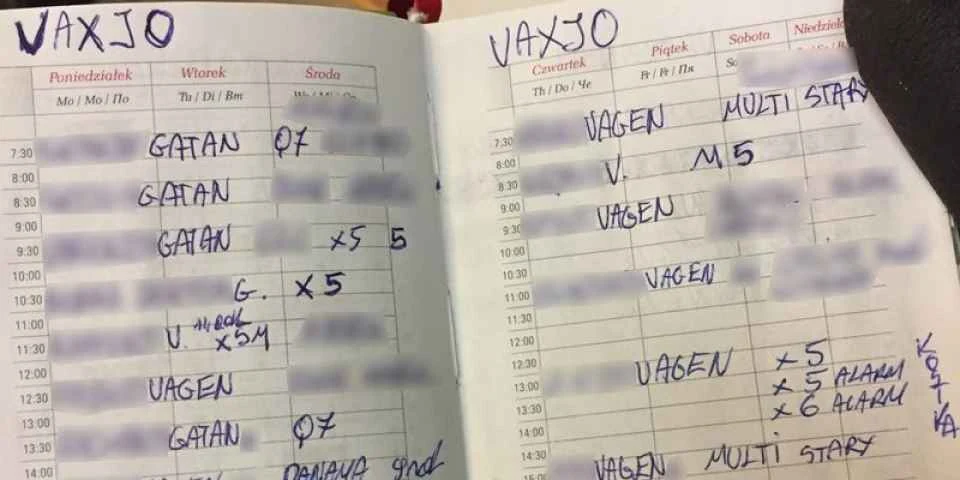 VAXJO
Poniedziałek Wtorek Środa
Mo / Mo / По Tu / Di / Вm
7:30 GATAN Q7
8:00
8:30 GATAN
9:00
9:30 GATAN x5 5
10:00
10:30 G. x5
11:00
11:30 V. x5M
12:00
12:30 VAGEN
13:00
13:30 GATAN Q7
14:00 PANAMA grad
VAXJO
Czwartek Piątek Sobota Niedziela
Th / Do / Че Fr / Fr / Пя
7:30 VAGEN MULTI STARY
8:00
8:30 V. M5
9:00
9:30 VAGEN
10:00
10:30
11:00 VAGEN
11:30
12:00
12:30 VAGEN x5
13:00 x5 ALARM
13:30 x6 ALARM
14:00
14:30 VAGEN MULTI STARY